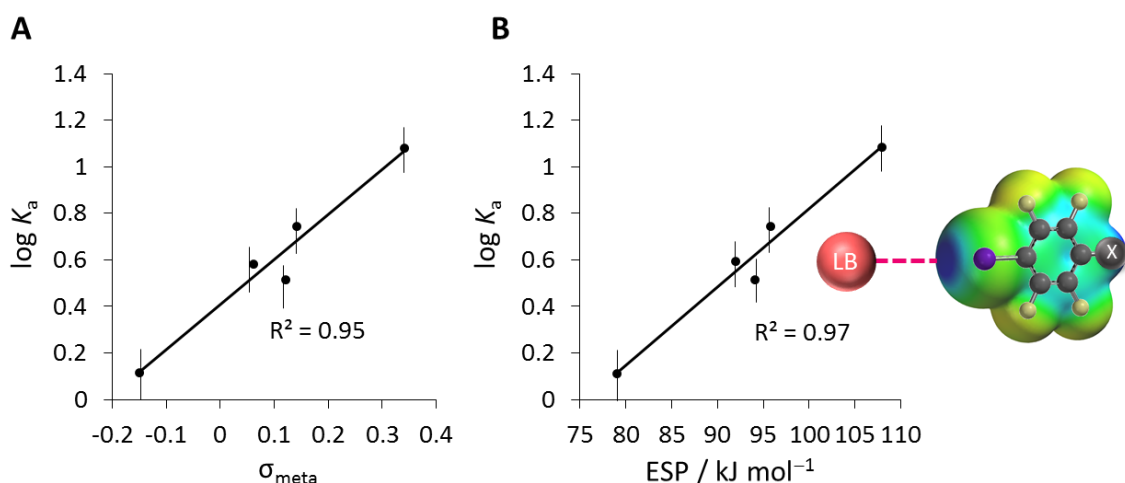 A
log Kₐ
1.4
1.2
1
0.8
0.6
0.4
0.2
0
R² = 0.95
-0.2 -0.1 0 0.1 0.2 0.3 0.4
σmeta
B
log Kₐ
1.4
1.2
1
0.8
0.6
0.4
0.2
0
R² = 0.97
75 80 85 90 95 100 105 110
ESP / kJ mol⁻¹
LB
X